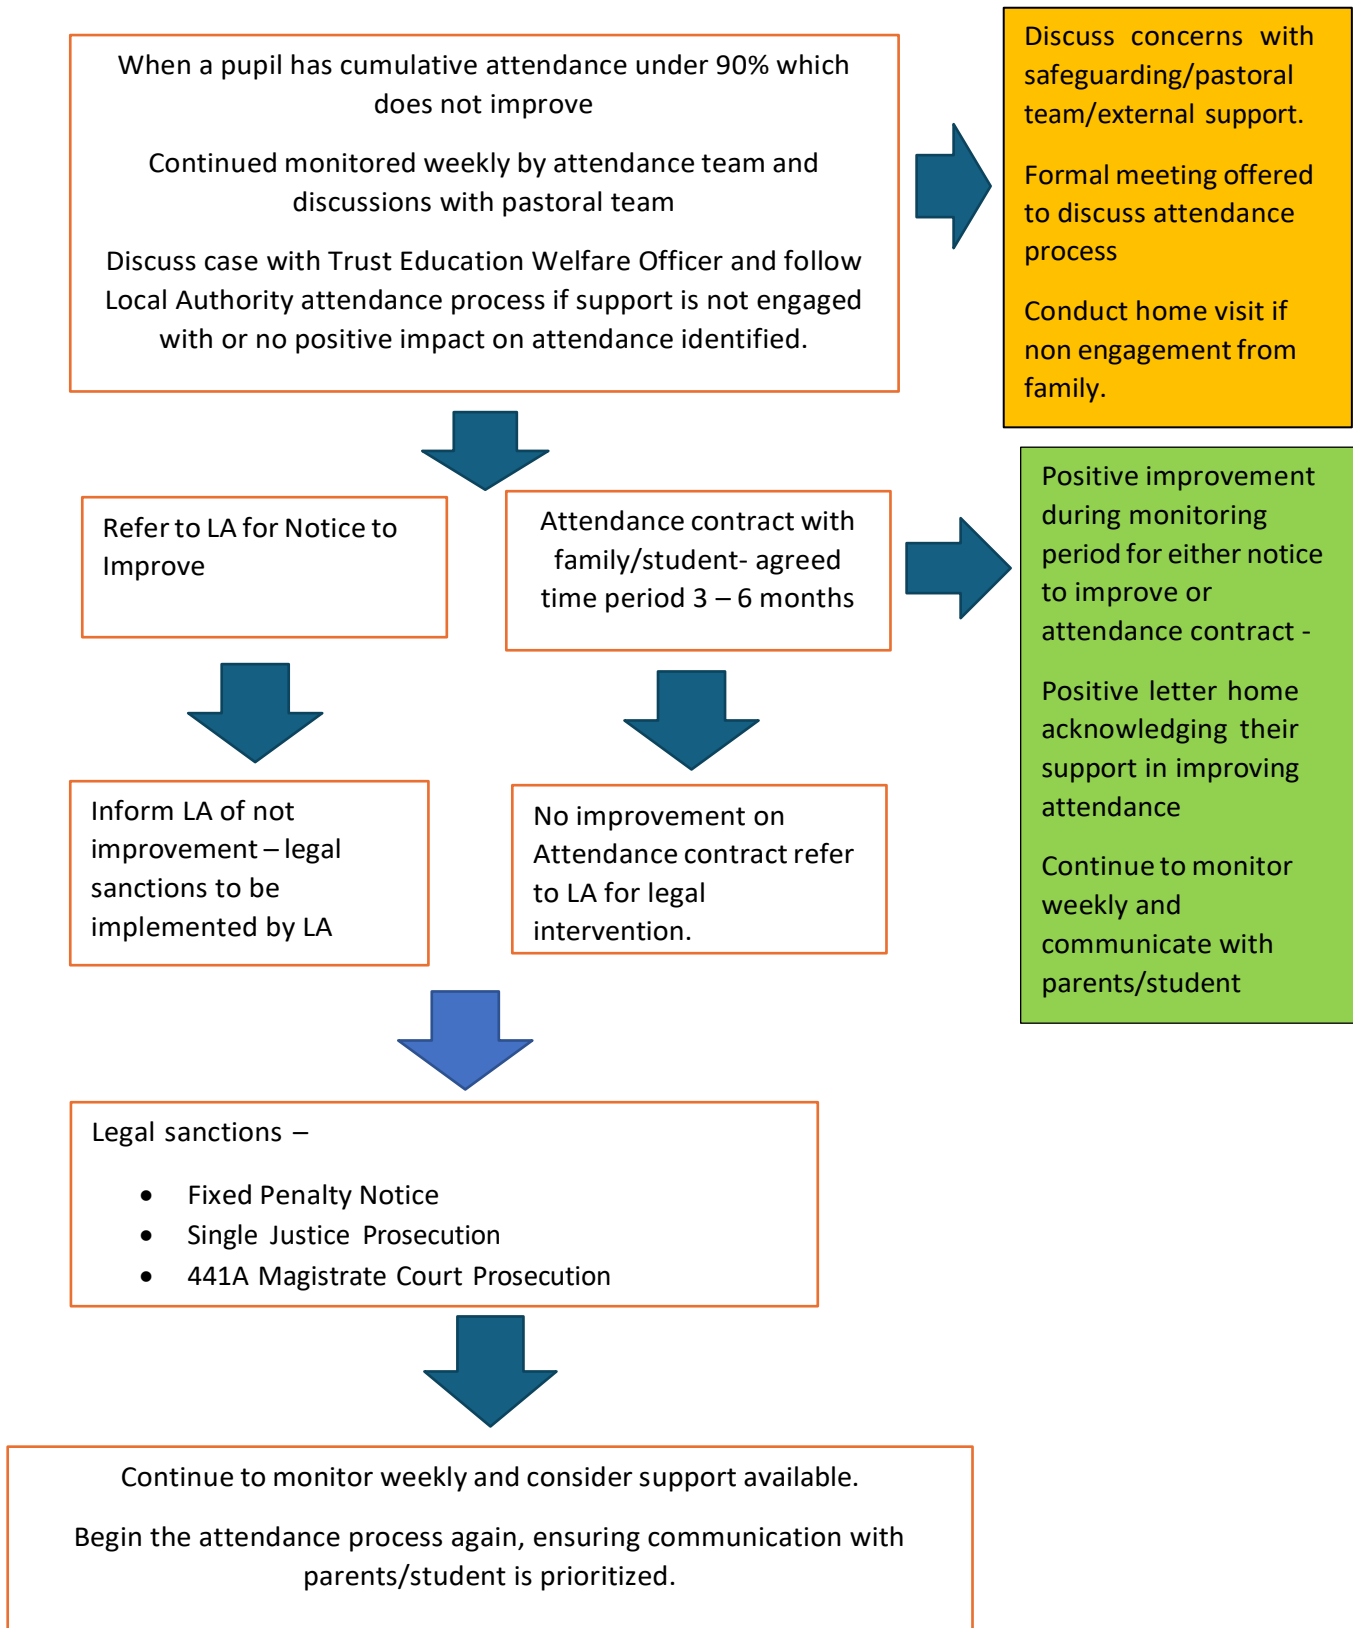 When a pupil has cumulative attendance under 90% which
does not improve
Continued monitored weekly by attendance team and
discussions with pastoral team
Discuss case with Trust Education Welfare Officer and follow
Local Authority attendance process if support is not engaged
with or no positive impact on attendance identified.
Discuss concerns with
safeguarding/pastoral
team/external support.
Formal meeting offered
to discuss attendance
process
Conduct home visit if
non engagement from
family.
Refer to LA for Notice to
Improve
Attendance contract with
family/student- agreed
time period 3 – 6 months
Positive improvement
during monitoring
period for either notice
to improve or
attendance contract -
Positive letter home
acknowledging their
support in improving
attendance
Continue to monitor
weekly and
communicate with
parents/student
Inform LA of not
improvement – legal
sanctions to be
implemented by LA
No improvement on
Attendance contract refer
to LA for legal
intervention.
Legal sanctions –
• Fixed Penalty Notice
• Single Justice Prosecution
• 441A Magistrate Court Prosecution
Continue to monitor weekly and consider support available.
Begin the attendance process again, ensuring communication with
parents/student is prioritized.